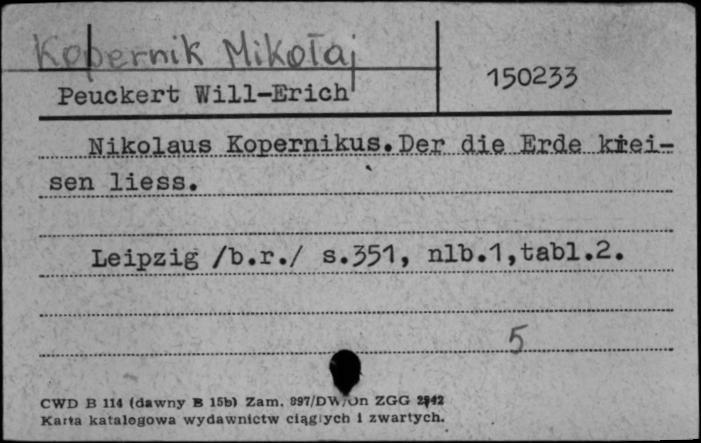 Kopernik Mikołaj
150233
Peuckert Will-Erich
Nikolaus Kopernikus. Der die Erde krei-
sen liess.
Leipzig /b.r./ s.351, nlb.1,tabl.2.
5
CWD B 114 (dawny B 15b) Zam. 997/DW/On ZGG
Karta katalogowa wydawnictw ciągłych i zwartych.